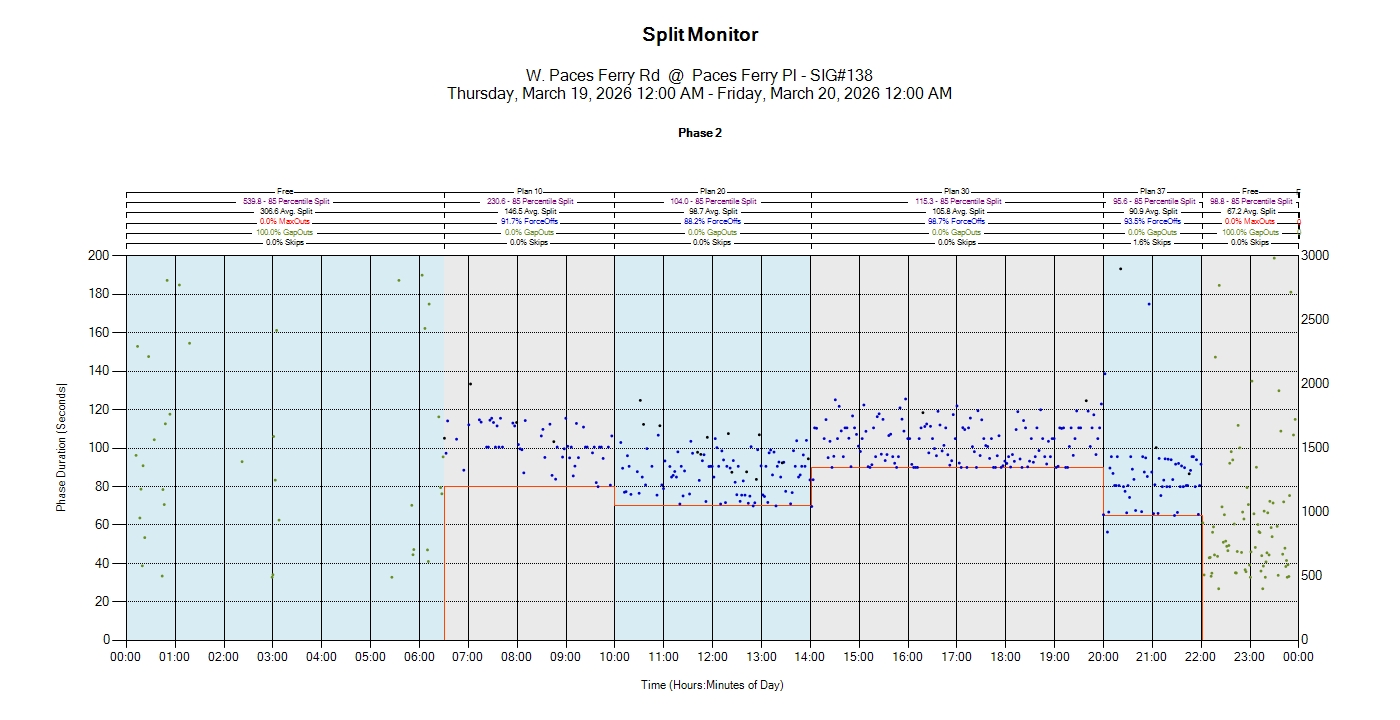 Split Monitor
W. Paces Ferry Rd @ Paces Ferry Pl - SIG#138
Thursday, March 19, 2026 12:00 AM - Friday, March 20, 2026 12:00 AM
Phase 2
Free Plan 10 Plan 20 Plan 30 Plan 37 Free F
539.8 - 85 Percentile Split 230.6 - 85 Percentile Split 104.0 - 85 Percentile Split 115.3 - 85 Percentile Split 95.6 - 85 Percentile Split 98.8 - 85 Percentile Split
306.6 Avg. Split 146.5 Avg. Split 98.7 Avg. Split 105.8 Avg. Split 90.9 Avg. Split 67.2 Avg. Split
0.0% MaxOuts 91.7% ForceOffs 88.2% ForceOffs 98.7% ForceOffs 93.5% ForceOffs 0.0% MaxOuts
100.0% GapOuts 0.0% GapOuts 0.0% GapOuts 0.0% GapOuts 0.0% GapOuts 100.0% GapOuts
0.0% Skips 0.0% Skips 0.0% Skips 0.0% Skips 1.6% Skips 0.0% Skips
200 3000
180
2500
160
140
2000
120
100 1500
80
1000
60
40
500
20
0 0
Phase Duration (Seconds)
00:00 01:00 02:00 03:00 04:00 05:00 06:00 07:00 08:00 09:00 10:00 11:00 12:00 13:00 14:00 15:00 16:00 17:00 18:00 19:00 20:00 21:00 22:00 23:00 00:00
Time (Hours:Minutes of Day)